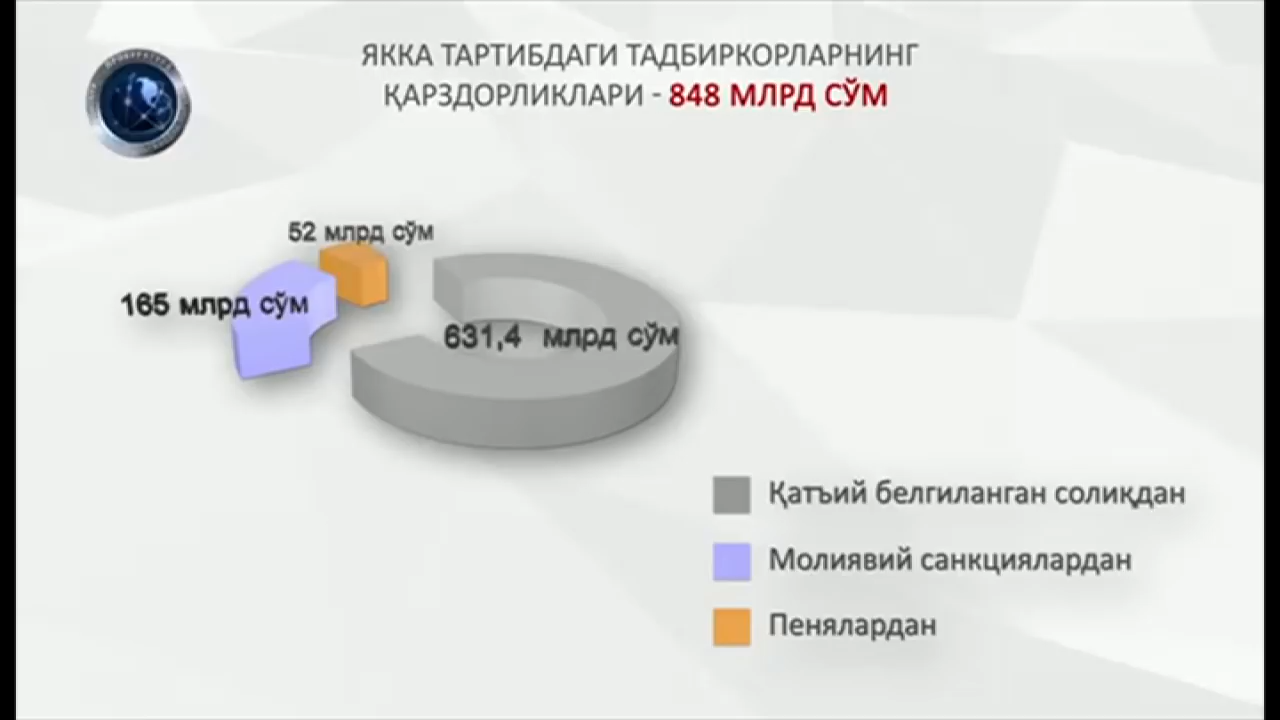 ЯККА ТАРТИБДАГИ ТАДБИРКОРЛАРНИНГ
ҚАРЗДОРЛИКЛАРИ - 848 МЛРД СЎМ
52 млрд сўм
165 млрд сўм
631,4 млрд сўм
Қатъий белгиланган солиқдан
Молиявий санкциялардан
Пенялардан